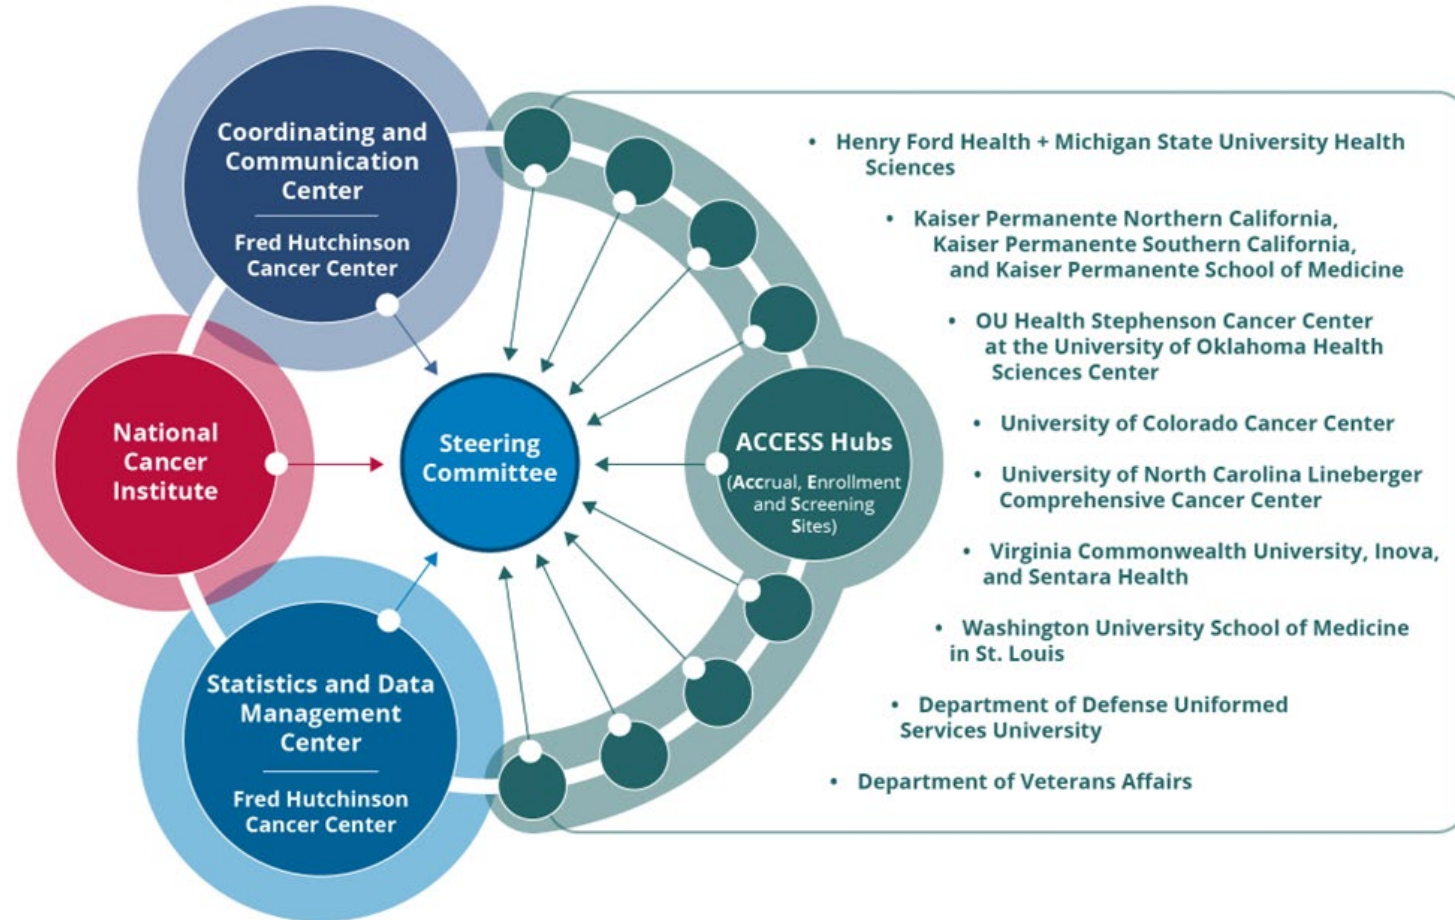 Coordinating and
Communication
Center
Fred Hutchinson
Cancer Center
National
Cancer
Institute
Statistics and Data
Management
Center
Fred Hutchinson
Cancer Center
Steering
Committee
ACCESS Hubs
(Accrual, Enrollment
and Screening
Sites)
• Henry Ford Health + Michigan State University Health
Sciences
• Kaiser Permanente Northern California,
Kaiser Permanente Southern California,
and Kaiser Permanente School of Medicine
• OU Health Stephenson Cancer Center
at the University of Oklahoma Health
Sciences Center
• University of Colorado Cancer Center
• University of North Carolina Lineberger
Comprehensive Cancer Center
• Virginia Commonwealth University, Inova,
and Sentara Health
• Washington University School of Medicine
in St. Louis
• Department of Defense Uniformed
Services University
• Department of Veterans Affairs